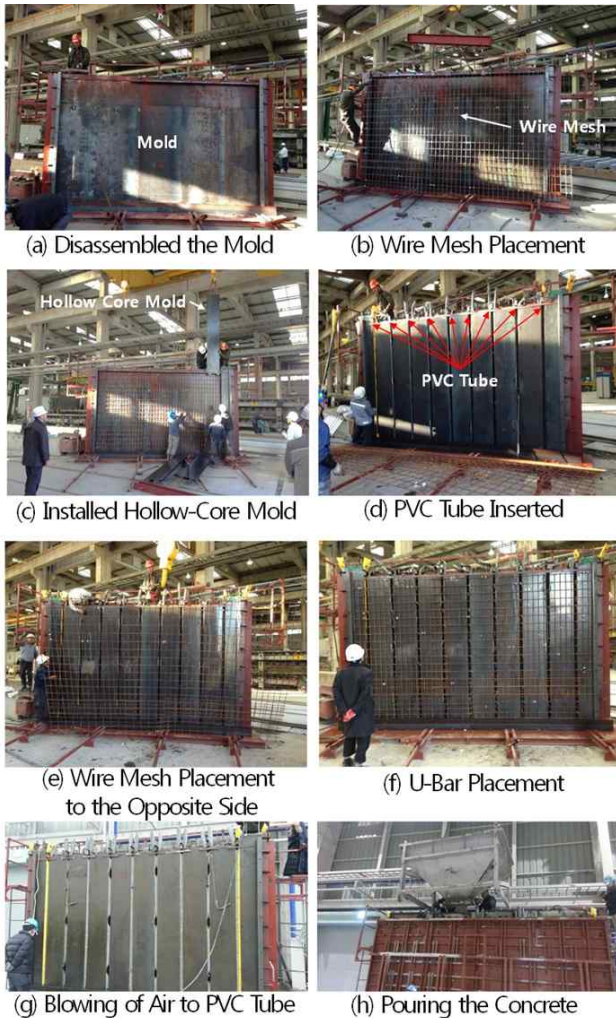 Mold
Wire Mesh
(a) Disassembled the Mold
(b) Wire Mesh Placement
Hollow Core Mold
PVC Tube
(c) Installed Hollow-Core Mold
(d) PVC Tube Inserted
(e) Wire Mesh Placement
to the Opposite Side
(f) U-Bar Placement
(g) Blowing of Air to PVC Tube
(h) Pouring the Concrete